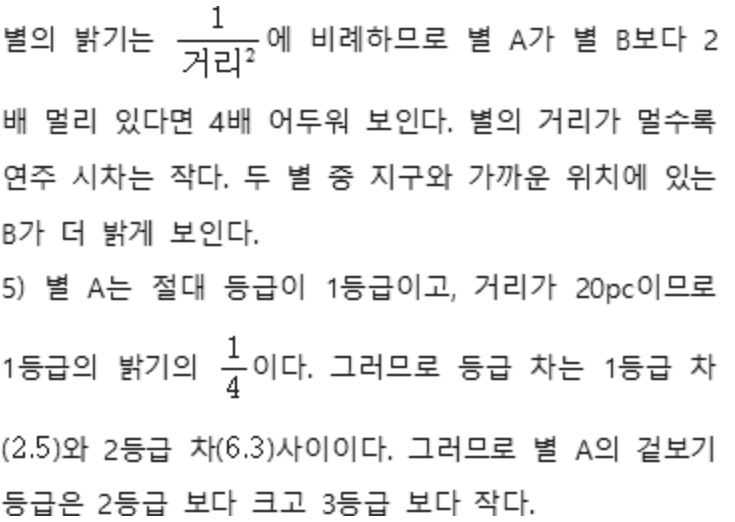 별의 밝기는 $\frac{1}{거리^2}$에 비례하므로 별 A가 별 B보다 2
배 멀리 있다면 4배 어두워 보인다. 별의 거리가 멀수록
연주 시차는 작다. 두 별 중 지구와 가까운 위치에 있는
B가 더 밝게 보인다.
5) 별 A는 절대 등급이 1등급이고, 거리가 20pc이므로
1등급의 밝기의 $\frac{1}{4}$이다. 그러므로 등급 차는 1등급 차
(2.5)와 2등급 차(6.3)사이이다. 그러므로 별 A의 겉보기
등급은 2등급 보다 크고 3등급 보다 작다.